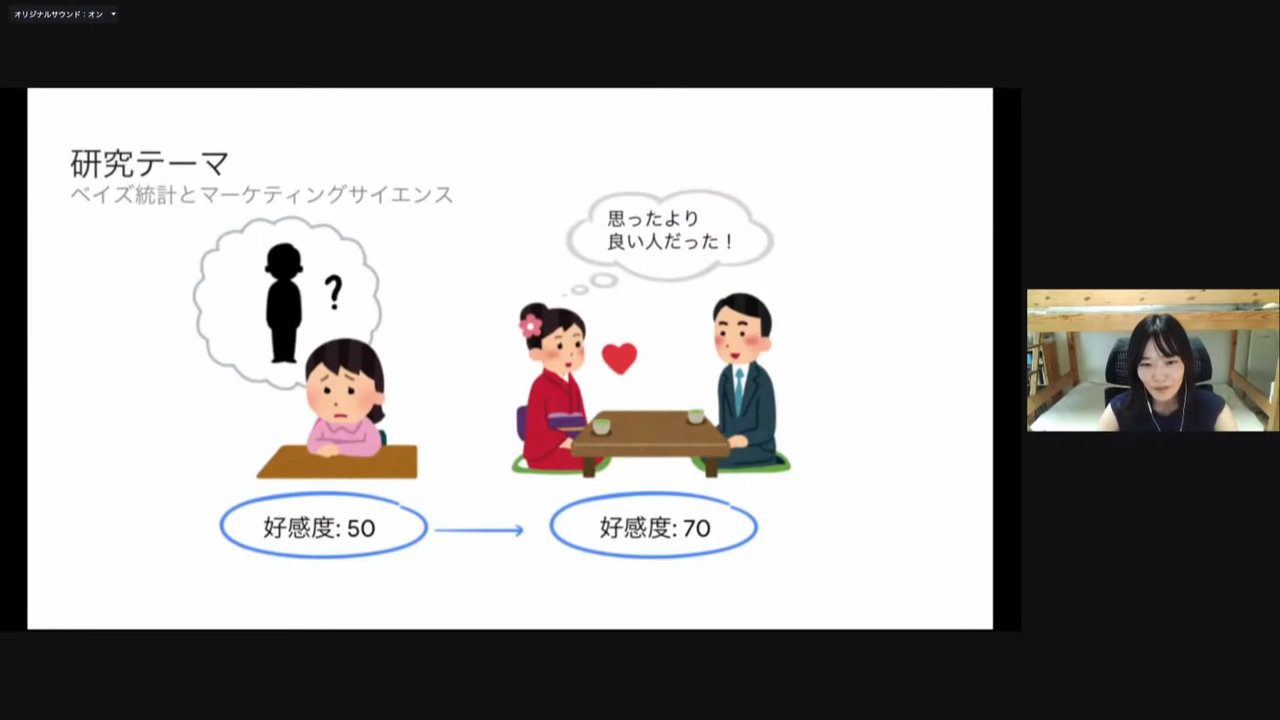 オリジナルサウンド：オン
研究テーマ
ベイズ統計とマーケティングサイエンス
?
思ったより
良い人だった！
好感度: 50
好感度: 70